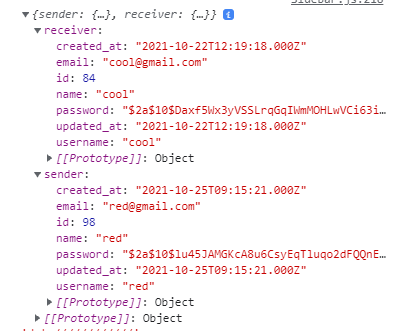 Sidebar.js:218
{sender: {…}, receiver: {…}} i
receiver:
created_at: "2021-10-22T12:19:18.000Z"
email: "cool@gmail.com"
id: 84
name: "cool"
password: "$2a$10$Daxf5Wx3yVSSLrqGqIWmMOHLwVCi63i…
updated_at: "2021-10-22T12:19:18.000Z"
username: "cool"
[[Prototype]]: Object
sender:
created_at: "2021-10-25T09:15:21.000Z"
email: "red@gmail.com"
id: 98
name: "red"
password: "$2a$10$lu45JAMGKcA8u6CsyEqTluqo2dFQQnE…
updated_at: "2021-10-25T09:15:21.000Z"
username: "red"
[[Prototype]]: Object
[[Prototype]]: Object